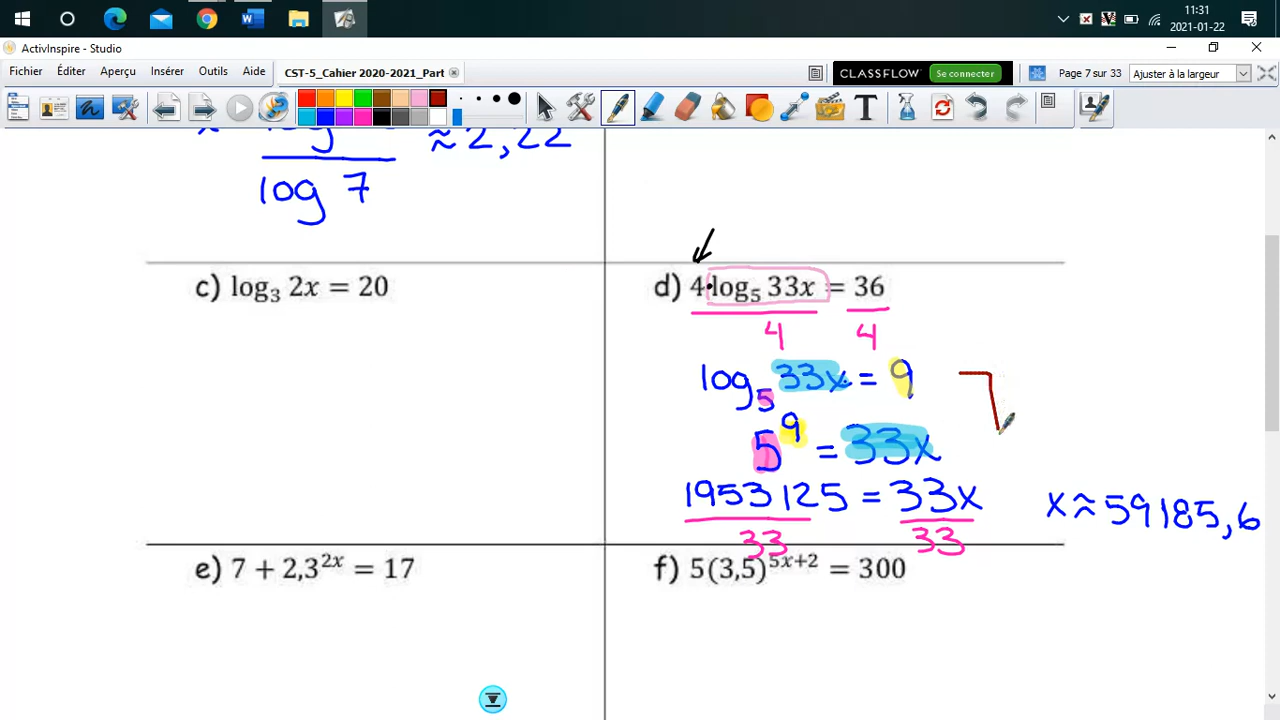 11:31
2021-01-22
ActivInspire - Studio
Fichier Éditer Aperçu Insérer Outils Aide CST-5_Cahier 2020-2021_Part CLASSFLOW Se connecter Page 7 sur 33 Ajuster à la largeur
≈ 2,22
log 7
c) log₃ 2x = 20
d) 4·log₅ 33x = 36
4 4
log₅ 33x = 9
5⁹ = 33x
1953125 = 33x x ≈ 59185,6
33 33
e) 7 + 2,3²ˣ = 17
f) 5(3,5)⁵ˣ⁺² = 300